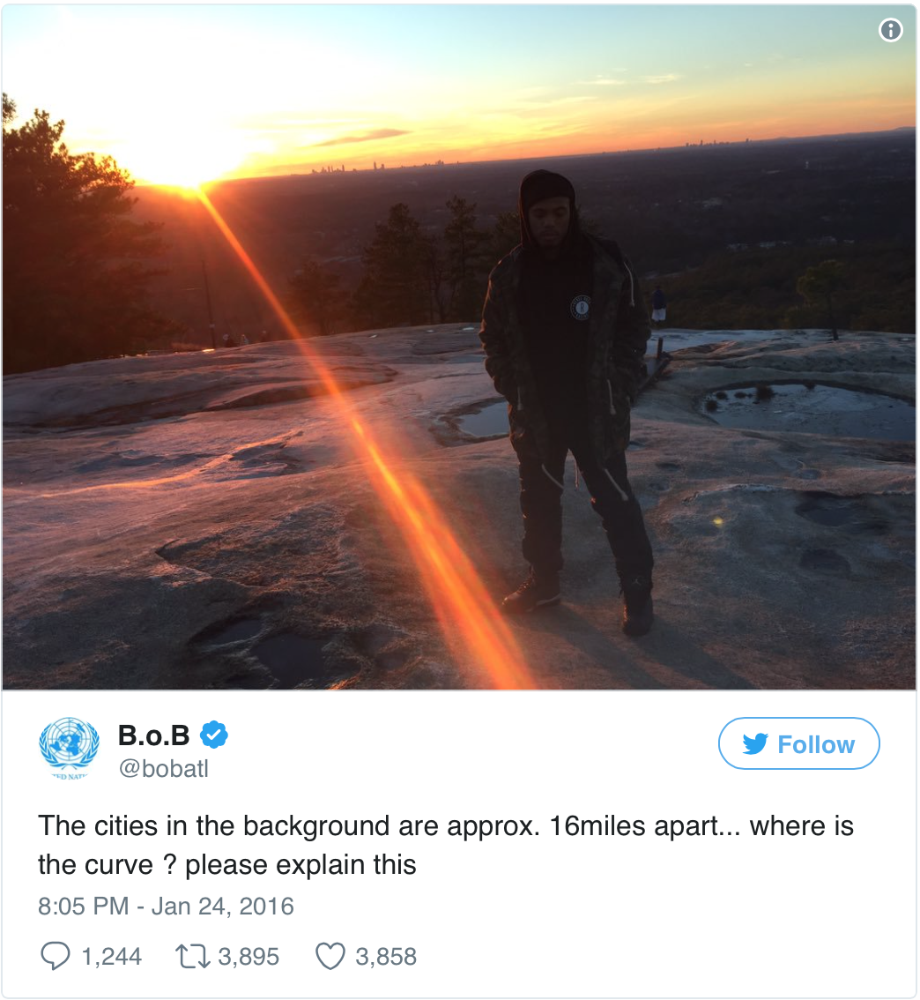 B.o.B
Follow
@bobatl
The cities in the background are approx. 16miles apart... where is
the curve ? please explain this
8:05 PM - Jan 24, 2016
1,244 3,895 3,858